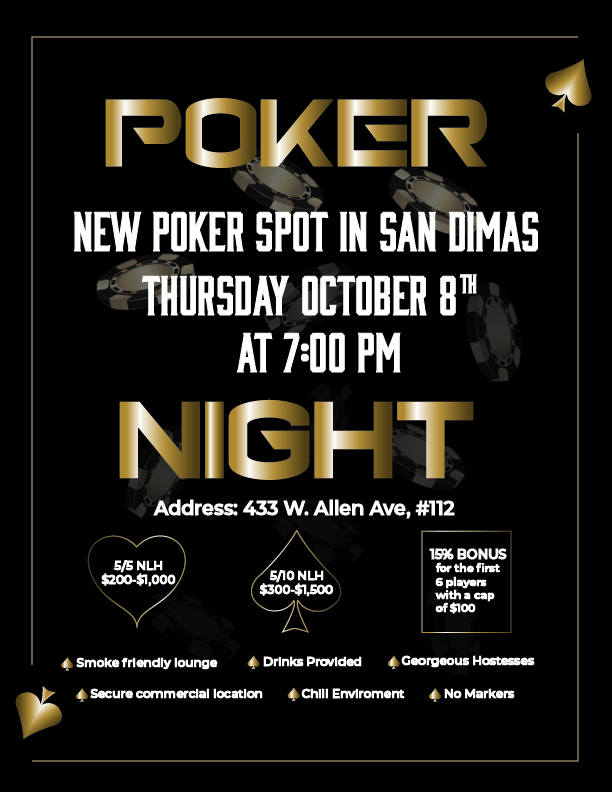 POKER
NEW POKER SPOT IN SAN DIMAS
THURSDAY OCTOBER 8TH
AT 7:00 PM
NIGHT
Address: 433 W. Allen Ave, #112
5/5 NLH
$200-$1,000
5/10 NLH
$300-$1,500
15% BONUS
for the first
6 players
with a cap
of $100
Smoke friendly lounge
Drinks Provided
Georgeous Hostesses
Secure commercial location
Chill Enviroment
No Markers